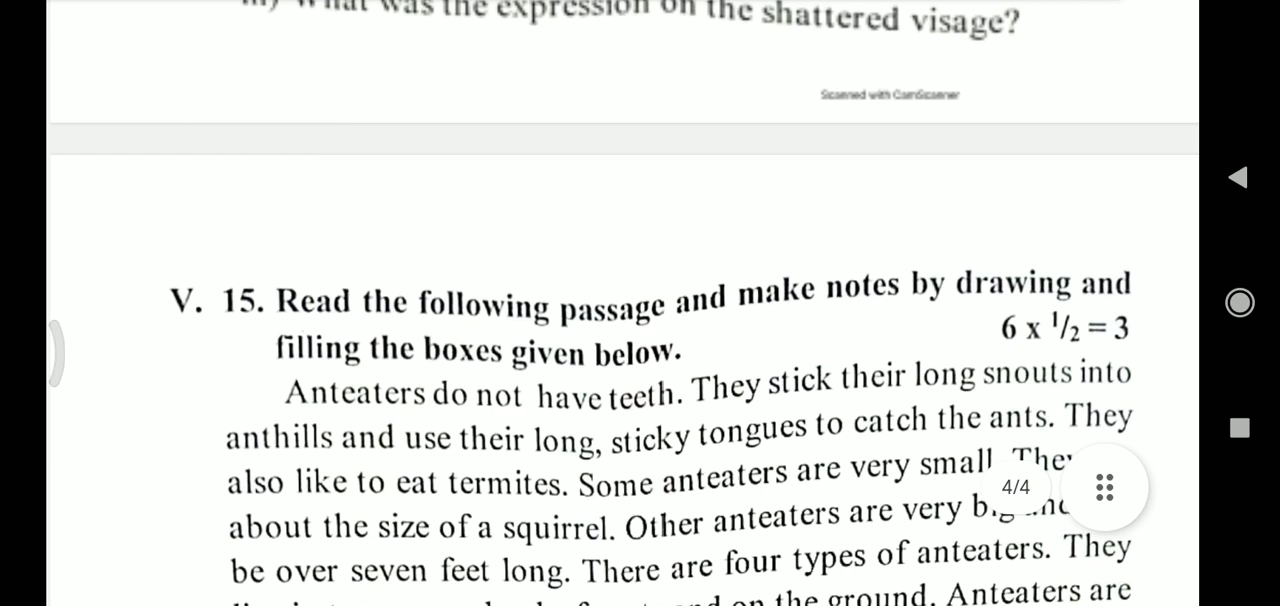 What was the expression on the shattered visage?
Scanned with CamScanner
V. 15. Read the following passage and make notes by drawing and
filling the boxes given below. 6 x ½ = 3
Anteaters do not have teeth. They stick their long snouts into
anthills and use their long, sticky tongues to catch the ants. They
also like to eat termites. Some anteaters are very small. They
about the size of a squirrel. Other anteaters are very big
4/4
be over seven feet long. There are four types of anteaters. They
on the ground. Anteaters are